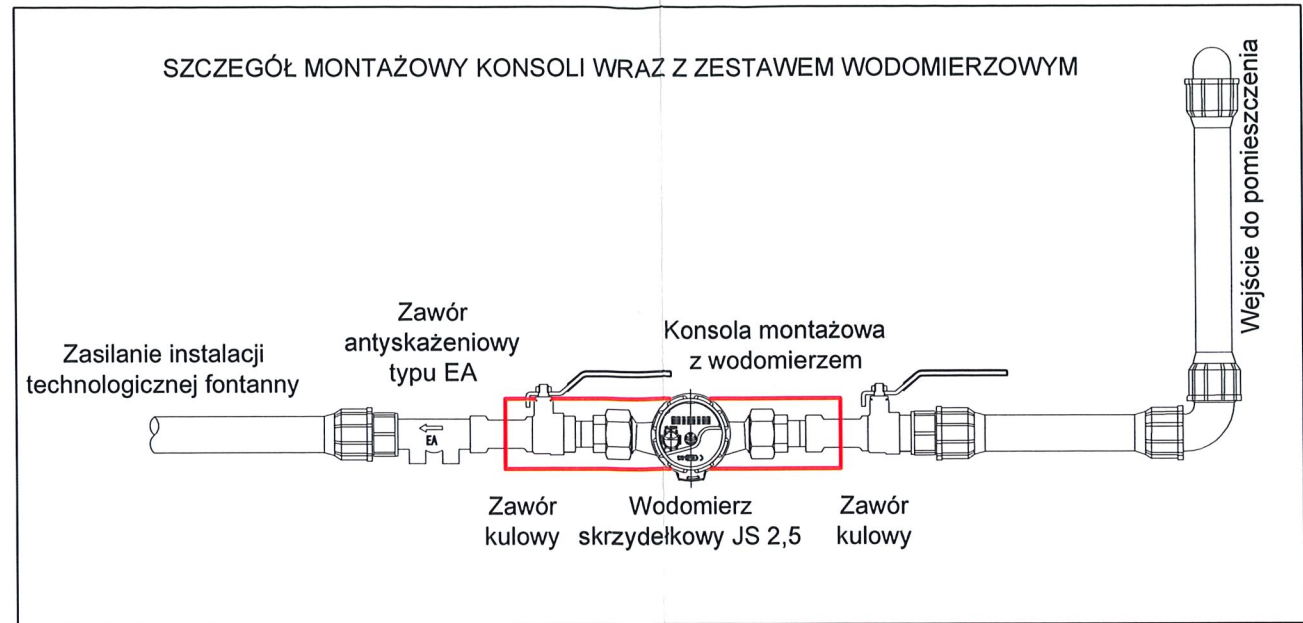 SZCZEGÓŁ MONTAŻOWY KONSOLI WRAZ Z ZESTAWEM WODOMIERZOWYM
Wejście do pomieszczenia
Zasilanie instalacji
technologicznej fontanny
Zawór
antyskażeniowy
typu EA
Konsola montażowa
z wodomierzem
EA
Zawór
kulowy
Wodomierz
skrzydełkowy JS 2,5
Zawór
kulowy